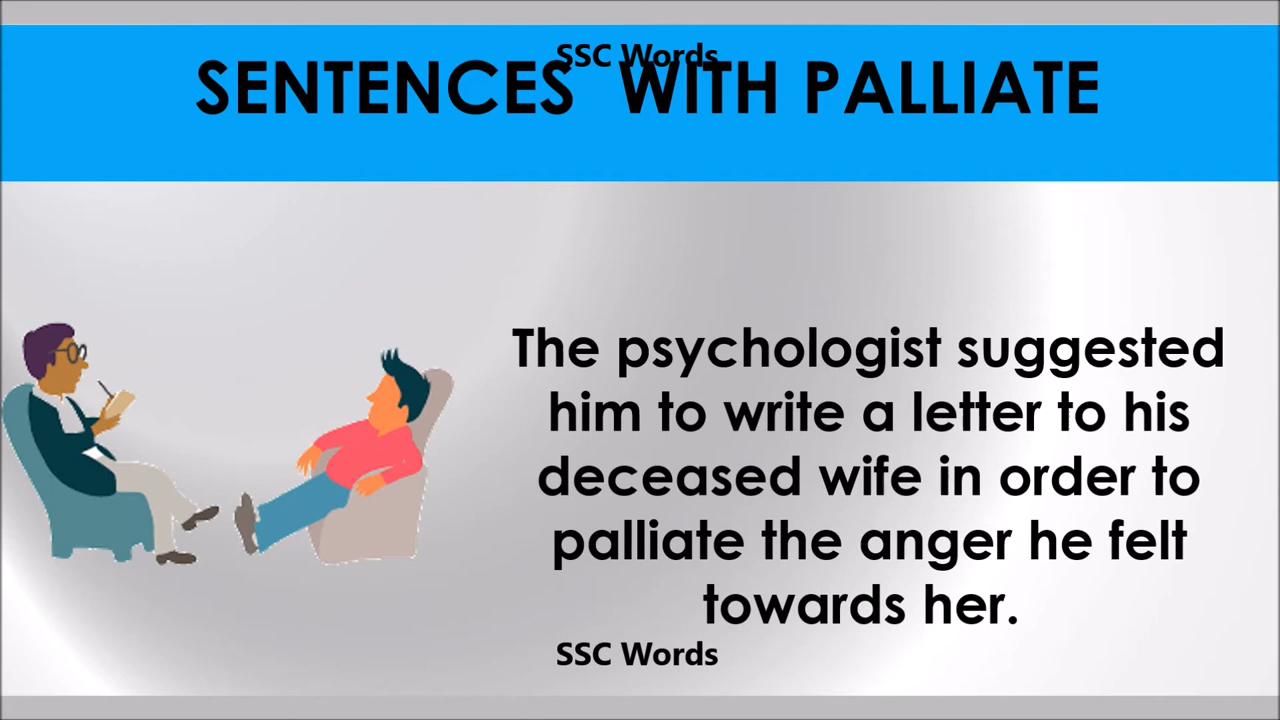 SSC Words
SENTENCES WITH PALLIATE
The psychologist suggested
him to write a letter to his
deceased wife in order to
palliate the anger he felt
towards her.
SSC Words